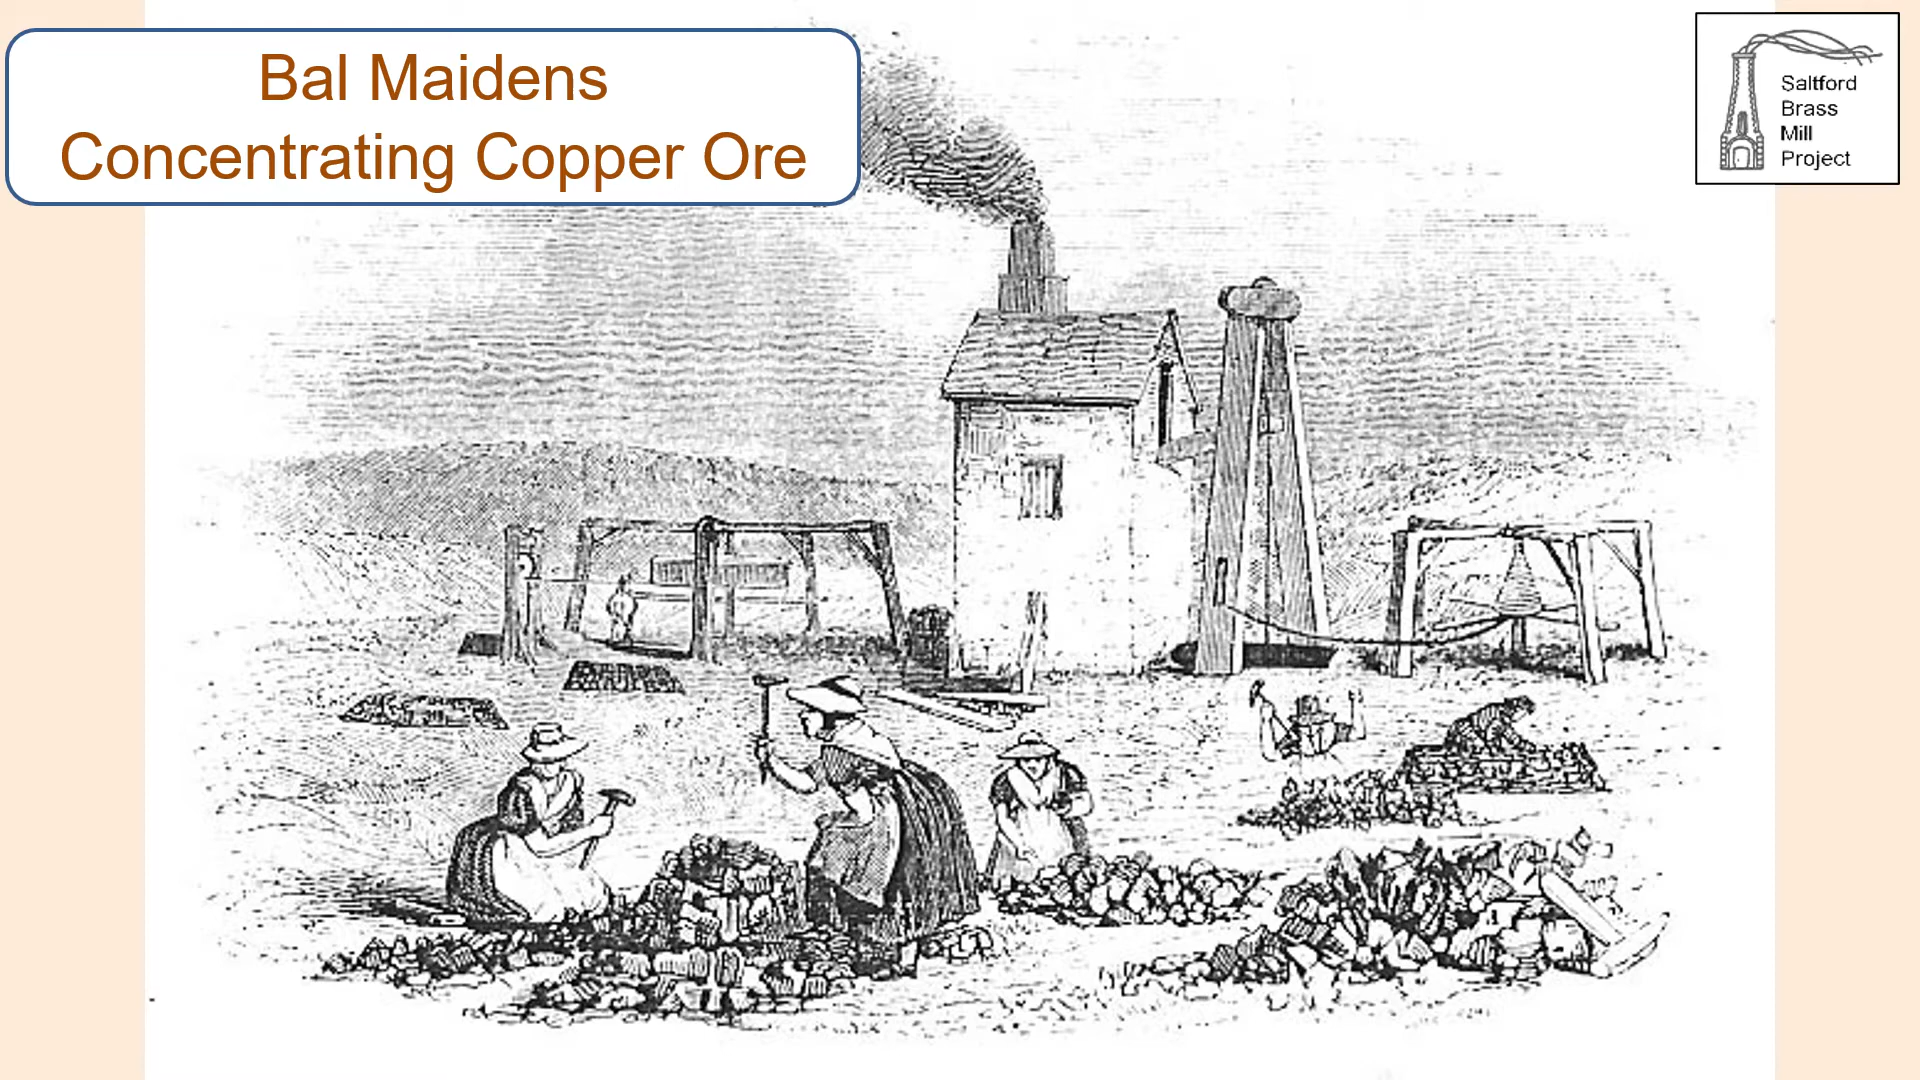 Bal Maidens
Concentrating Copper Ore
Saltford
Brass
Mill
Project